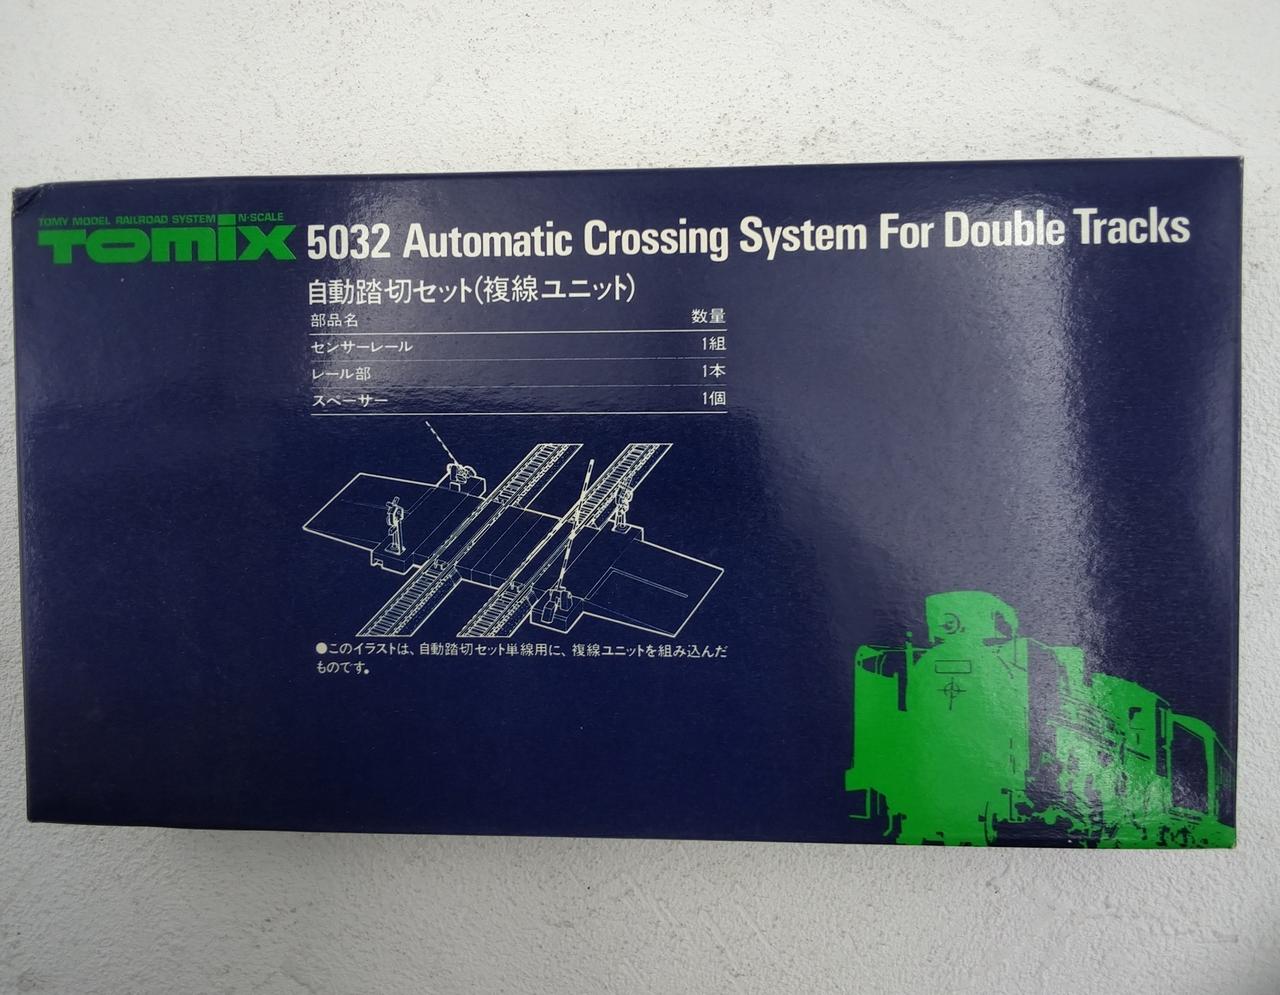 TOMY MODEL RAILROAD SYSTEM N-SCALE
TOMIX 5032 Automatic Crossing System For Double Tracks
自動踏切セット(複線ユニット)
部品名 数量
センサーレール 1組
レール部 1本
スペーサー 1個
●このイラストは、自動踏切セット単線用に、複線ユニットを組み込んだ
ものです。